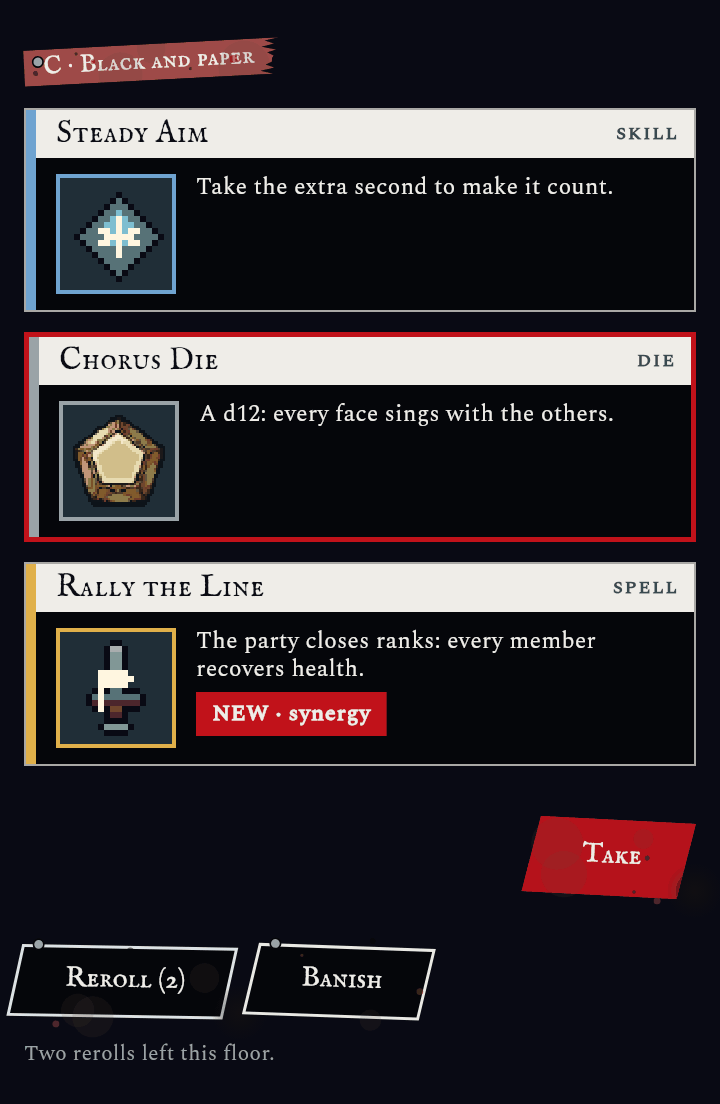 C · Black and paper
Steady Aim
SKILL
Take the extra second to make it count.
Chorus Die
DIE
A d12: every face sings with the others.
Rally the Line
SPELL
The party closes ranks: every member
recovers health.
NEW · synergy
Take
Reroll (2)
Banish
Two rerolls left this floor.